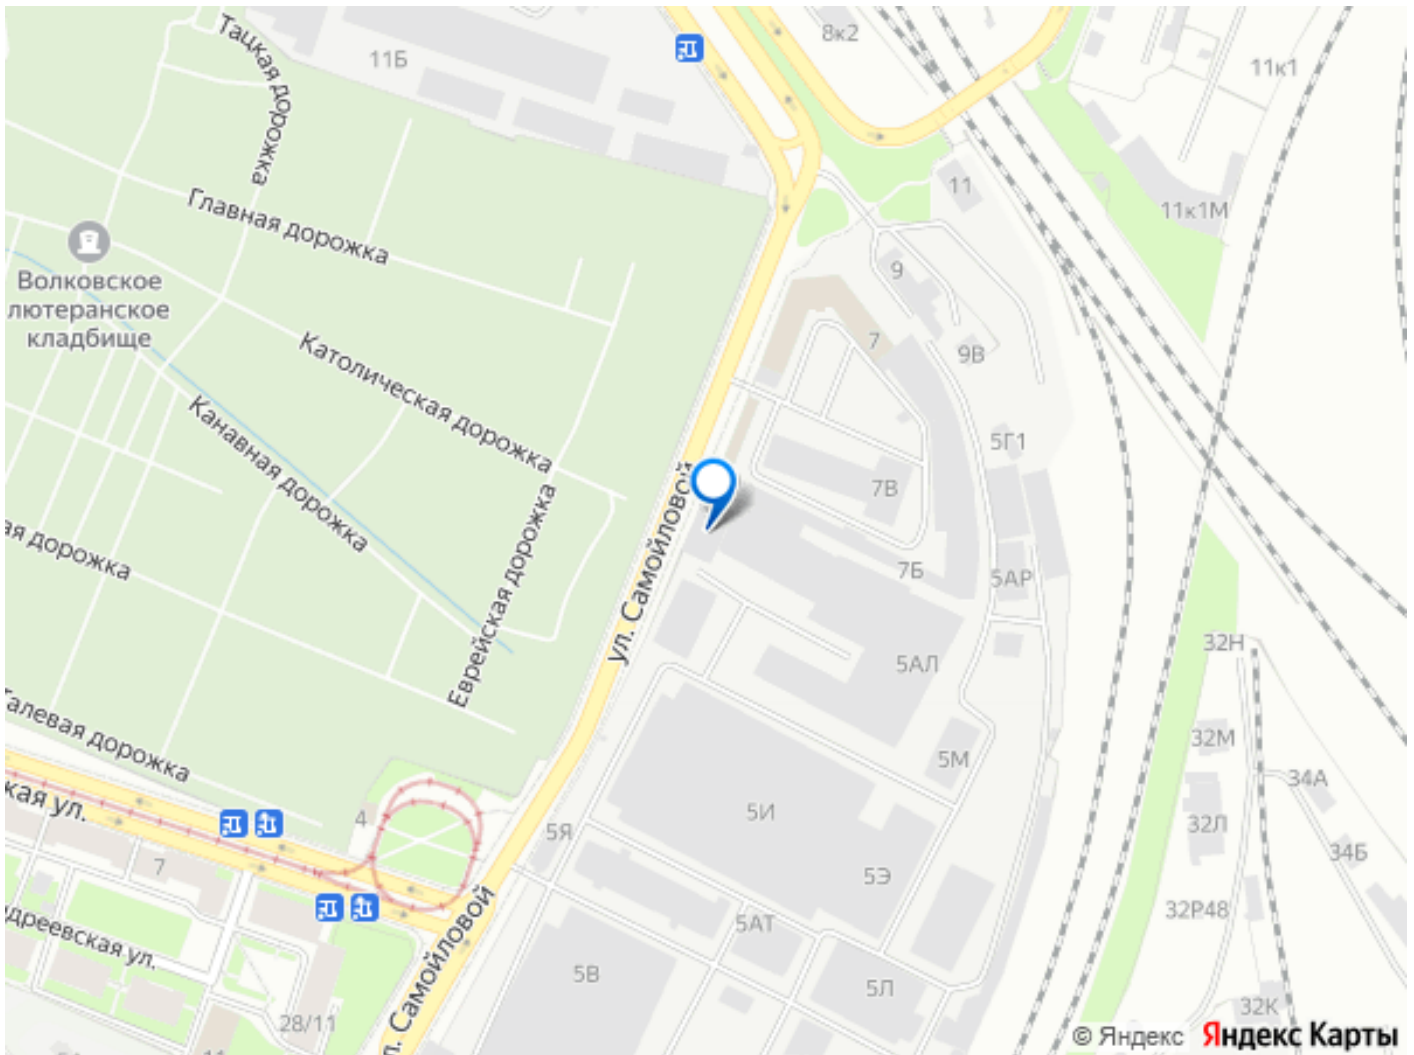 Тацкая дорожка
11Б
8к2
11к1
Главная дорожка
11
11к1М
Волковское
лютеранское
кладбище
9
Католическая дорожка
7
9В
Канавная дорожка
5Г1
7В
ул. Самойловой
ая дорожка
Еврейская дорожка
7Б
5АР
5АЛ
32Н
алевая дорожка
5М
32М
34А
кая ул.
4
5Я
5И
32Л
34Б
7
5Э
32Р48
5АТ
дреевская ул.
л. Самойловой
5В
5Л
28/11
32К
© Яндекс Яндекс Карты